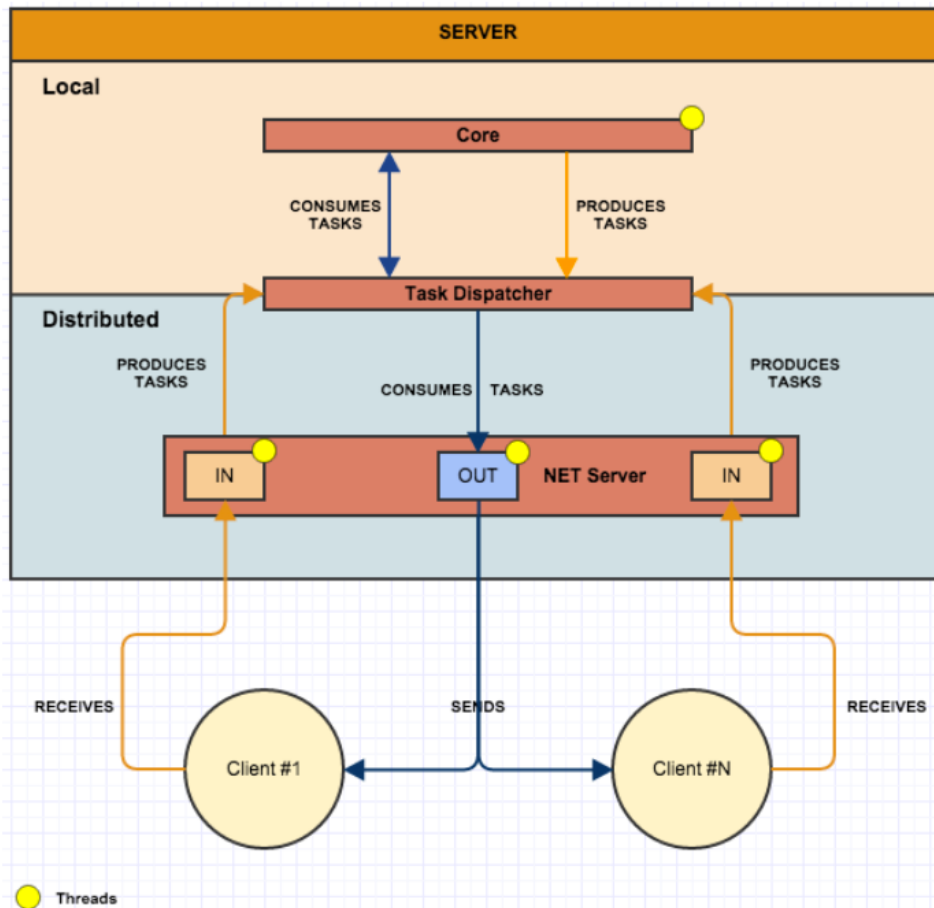 SERVER
Local
Core
CONSUMES
TASKS
PRODUCES
TASKS
Task Dispatcher
Distributed
PRODUCES
TASKS
CONSUMES TASKS
PRODUCES
TASKS
IN
OUT
NET Server
IN
RECEIVES
SENDS
RECEIVES
Client #1
Client #N
Threads